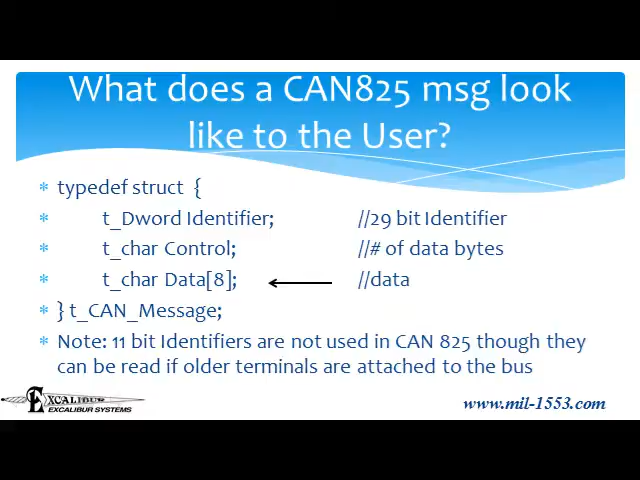 What does a CAN825 msg look
like to the User?
* typedef struct {
* t_Dword Identifier; //29 bit Identifier
* t_char Control; //# of data bytes
* t_char Data[8]; //data
* } t_CAN_Message;
* Note: 11 bit Identifiers are not used in CAN 825 though they
can be read if older terminals are attached to the bus
EXCALIBUR
EXCALIBUR SYSTEMS
www.mil-1553.com